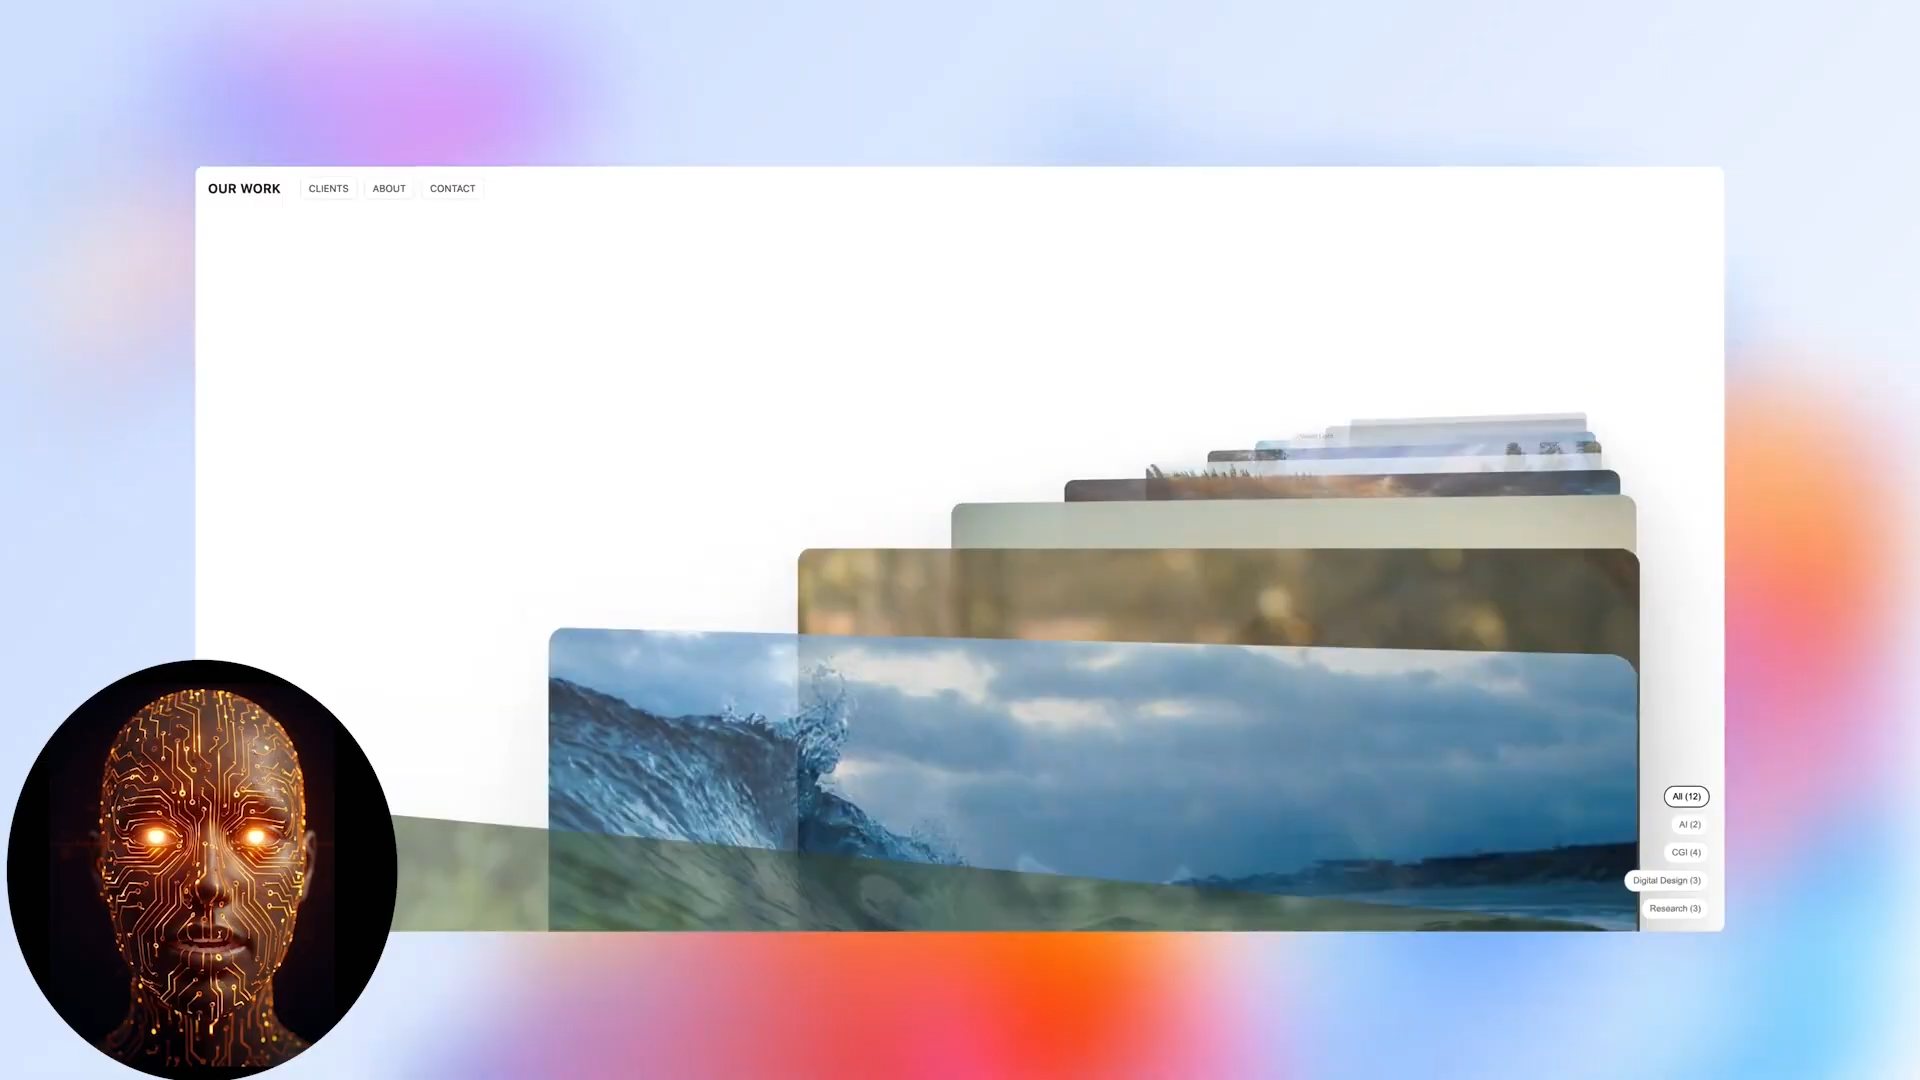 OUR WORK CLIENTS ABOUT CONTACT
All (12)
AI (2)
CGI (4)
Digital Design (3)
Research (3)